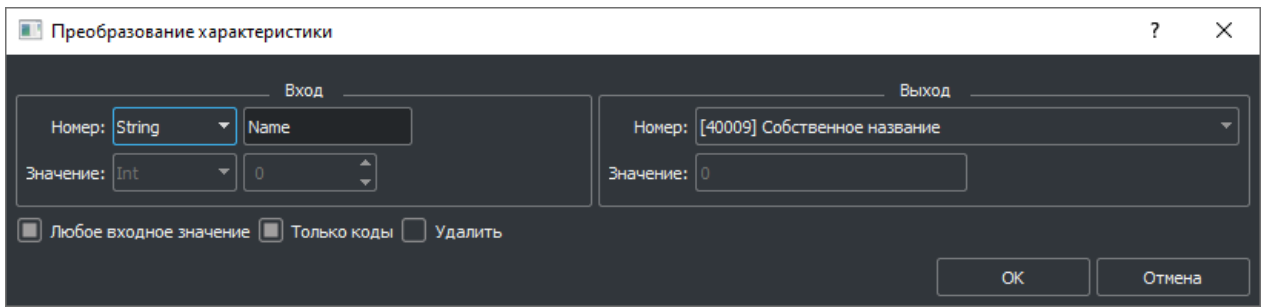 Преобразование характеристики ?
Вход
Номер: String Name
Значение: Int 0
Выход
Номер: [40009] Собственное название
Значение: 0
Любое входное значение Только коды Удалить
OK Отмена